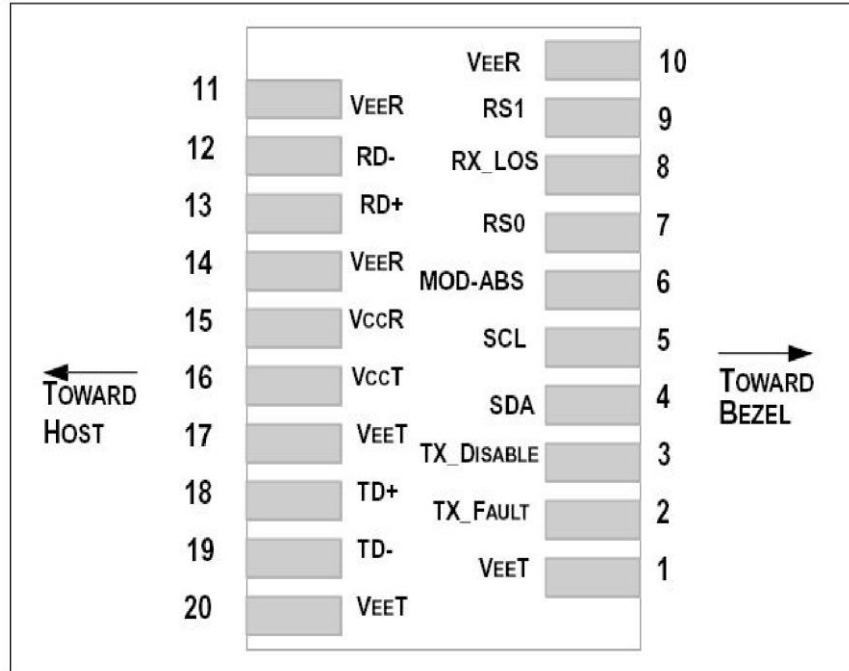 11 VEER
12 RD-
13 RD+
14 VEER
15 VCCR
16 VCCT
17 VEET
18 TD+
19 TD-
20 VEET
TOWARD
HOST
VEER 10
RS1 9
RX_LOS 8
RS0 7
MOD-ABS 6
SCL 5
SDA 4
TX_DISABLE 3
TX_FAULT 2
VEET 1
TOWARD
BEZEL